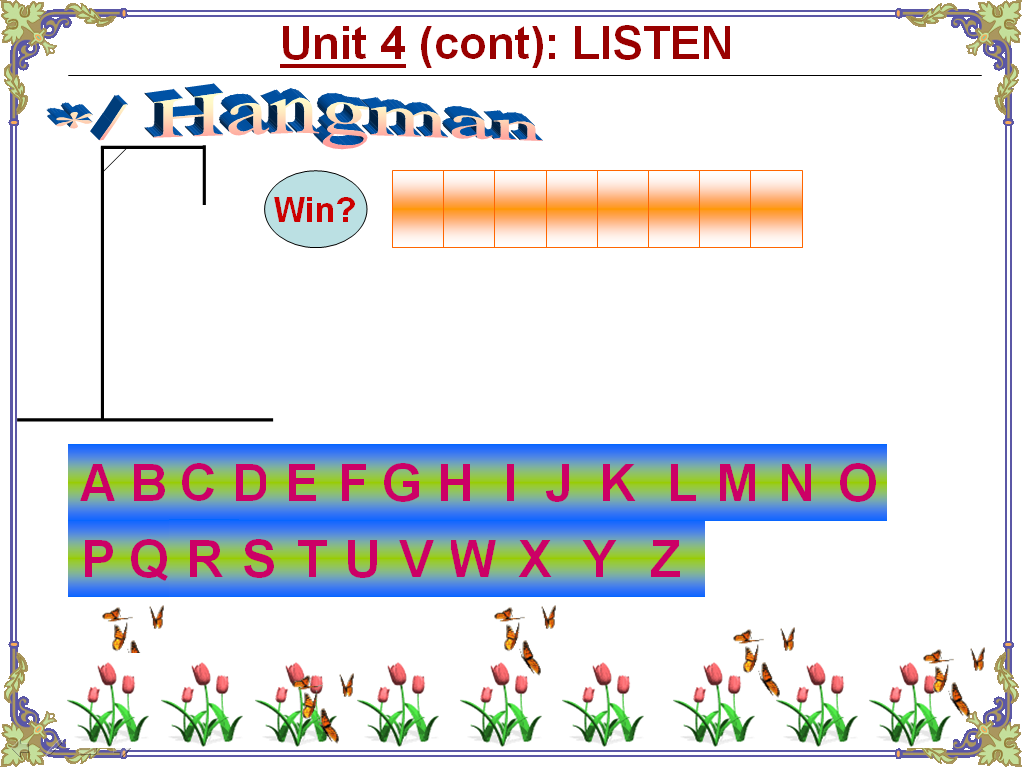 Unit 4 (cont): LISTEN
*/ Hangman
Win?
A B C D E F G H I J K L M N O
P Q R S T U V W X Y Z